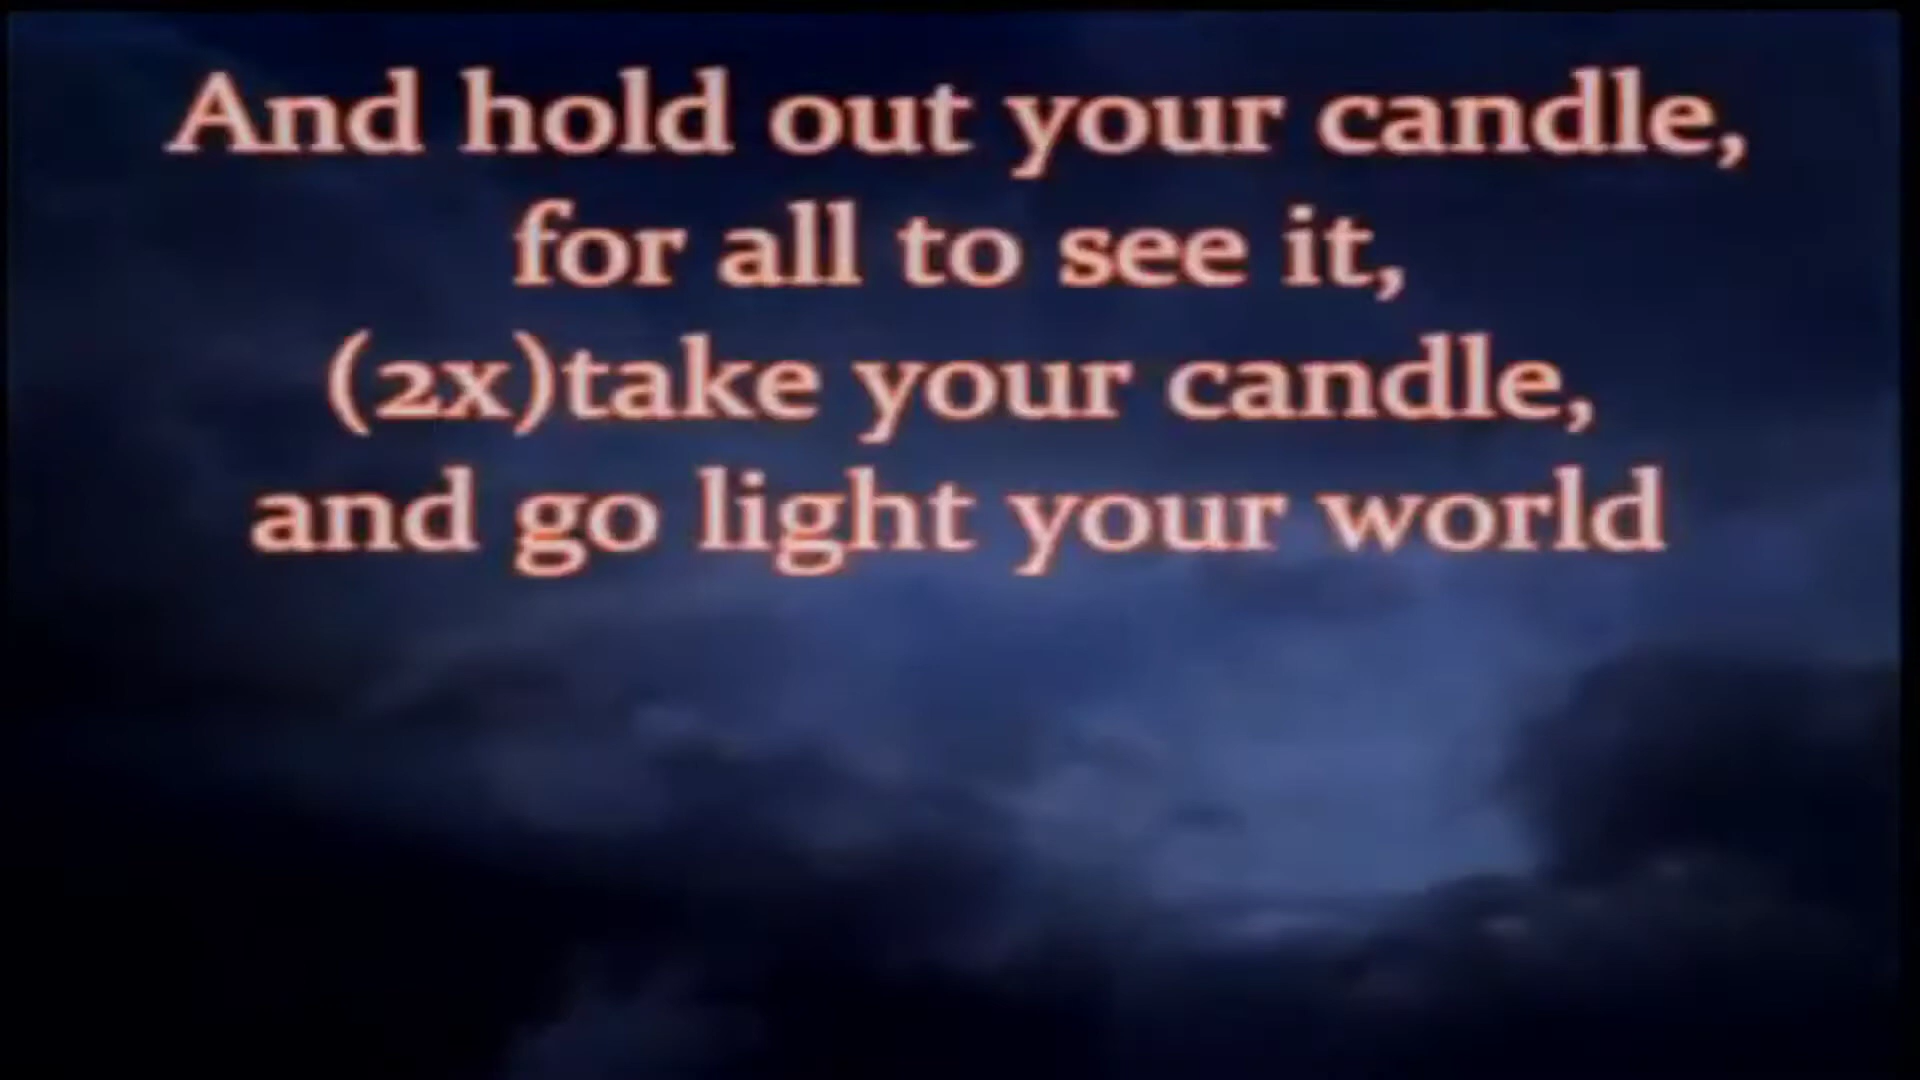 And hold out your candle,
for all to see it,
(2x)take your candle,
and go light your world